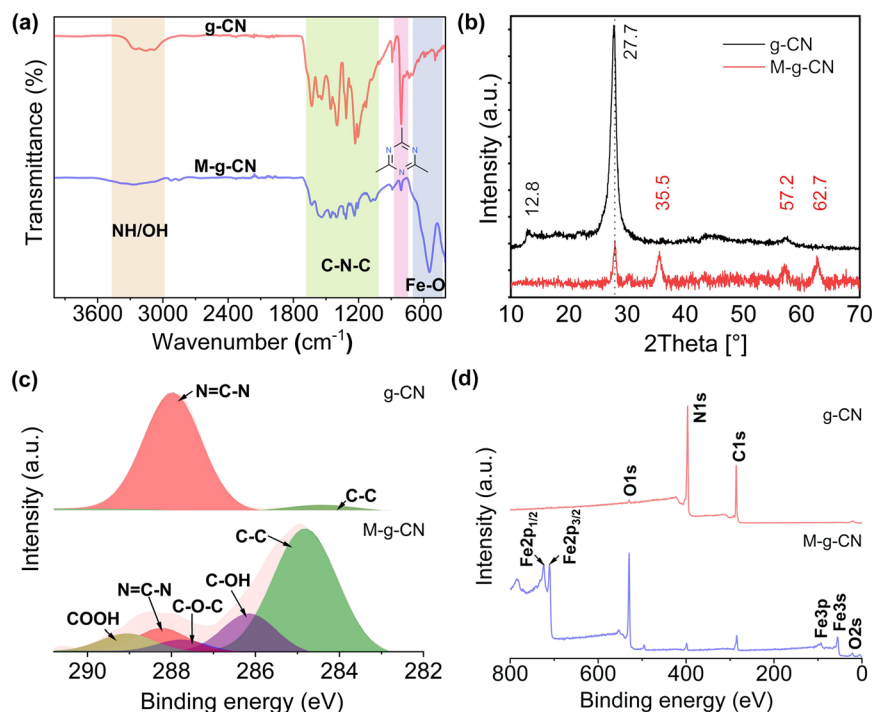 (a)
g-CN
M-g-CN
NH/OH
C-N-C
N
N
N
Fe-O
Transmittance (%)
3600 3000 2400 1800 1200 600
Wavenumber (cm⁻¹)
(b)
27.7
g-CN
M-g-CN
12.8
35.5
57.2
62.7
Intensity (a.u.)
10 20 30 40 50 60 70
2Theta [°]
(c)
N=C-N
g-CN
C-C
M-g-CN
C-C
C-OH
N=C-N
C-O-C
COOH
Intensity (a.u.)
290 288 286 284 282
Binding energy (eV)
(d)
N1s
g-CN
C1s
O1s
M-g-CN
Fe2p1/2
Fe2p3/2
Fe3p
Fe3s
O2s
Intensity (a.u.)
800 600 400 200 0
Binding energy (eV)